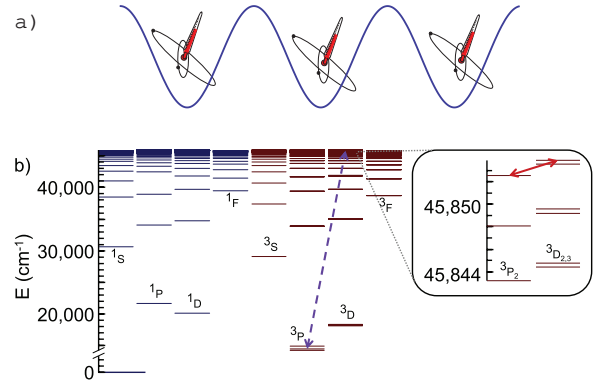 a)
b)
E (cm⁻¹)
40,000
30,000
20,000
0
¹S
¹P
¹D
¹F
³S
³P
³D
³F
45,850
45,844
³P₂
³D₂,₃